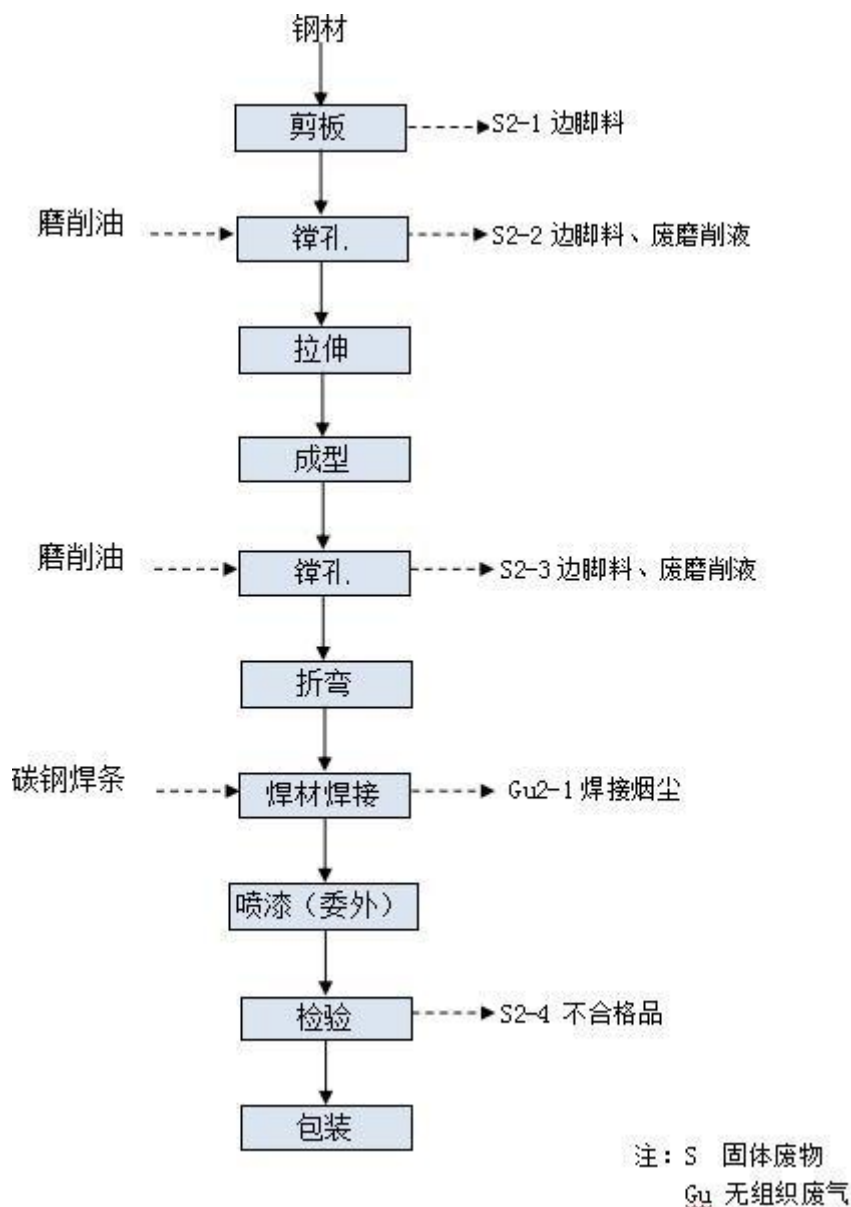 钢材
剪板
S2-1 边脚料
磨削油
镗孔
S2-2 边脚料、废磨削液
拉伸
成型
磨削油
镗孔
S2-3 边脚料、废磨削液
折弯
碳钢焊条
焊材焊接
Gu2-1 焊接烟尘
喷漆（委外）
检验
S2-4 不合格品
包装
注：S 固体废物
Gu 无组织废气